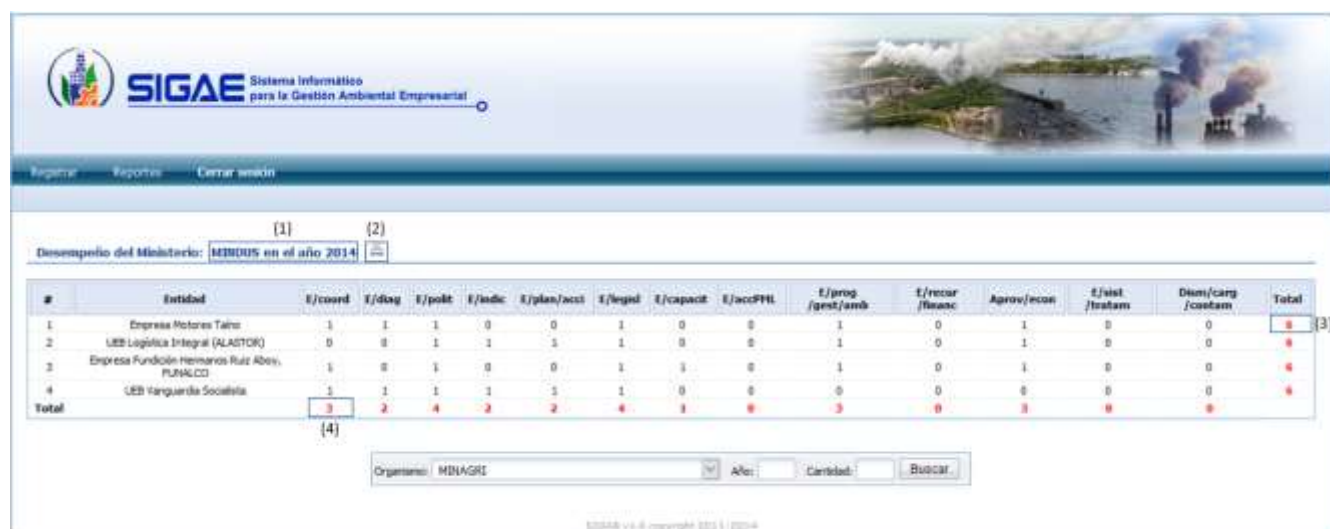 SIGAE Sistema Informático
para la Gestión Ambiental Empresarial
Registrar Reportes Cerrar sesión
(1) (2)
Desempeño del Ministerio: MINDUS en el año 2014
# Entidad E/coord E/diag E/polit E/indic E/plan/acci E/legisl E/capacit E/accPML E/prog /gest/amb E/recur /financ Aprov/econ E/sist /tratam Dism/carg /contam Total
1 Empresa Motores Taíno 1 1 1 0 0 1 0 0 1 0 1 0 0 6 (3)
2 UEB Logística Integral (ALASTOR) 0 0 1 1 1 1 0 0 1 0 1 0 0 6
3 Empresa Fundición Hermanos Ruiz Aboy, FUNALCO 1 0 1 0 0 1 1 0 1 0 1 0 0 6
4 UEB Vanguardia Socialista 1 1 1 1 1 1 0 0 0 0 0 0 0 6
Total 3 2 4 2 2 4 1 0 3 0 3 0 0
(4)
Organismo: MINAGRI Año: Cantidad: Buscar
SIGAE v1.0 copyright 2011-2014